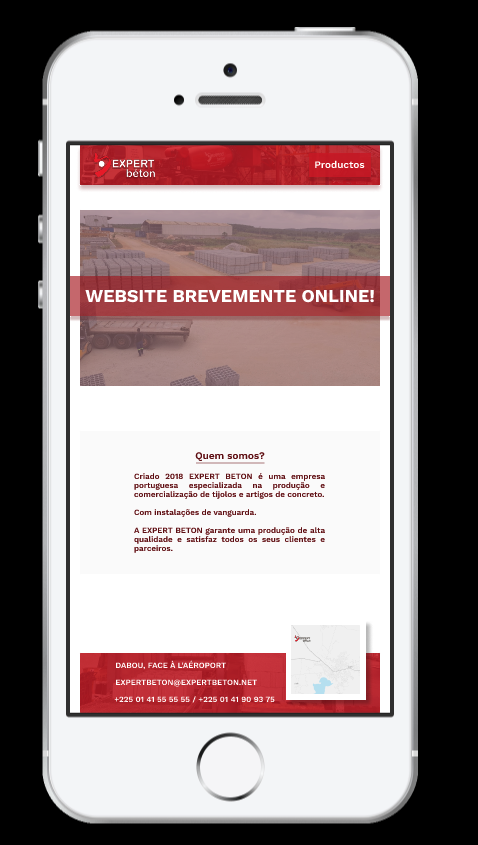 EXPERT
béton
Productos
WEBSITE BREVEMENTE ONLINE!
Quem somos?
Criado 2018 EXPERT BETON é uma empresa
portuguesa especializada na produção e
comercialização de tijolos e artigos de concreto.
Com instalações de vanguarda.
A EXPERT BETON garante uma produção de alta
qualidade e satisfaz todos os seus clientes e
parceiros.
DABOU, FACE À L'AÉROPORT
EXPERTBETON@EXPERTBETON.NET
+225 01 41 55 55 55 / +225 01 41 90 93 75